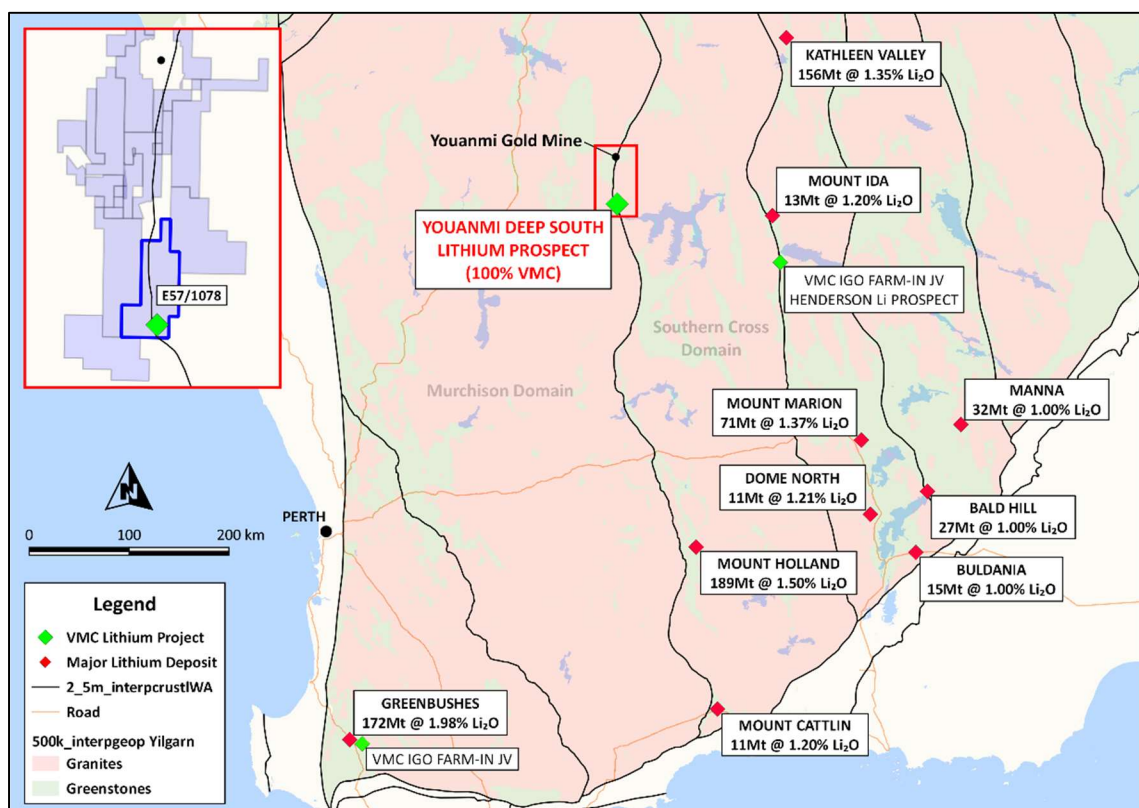 E57/1078
KATHLEEN VALLEY
156Mt @ 1.35% Li₂O
Youanmi Gold Mine
MOUNT IDA
13Mt @ 1.20% Li₂O
YOUANMI DEEP SOUTH
LITHIUM PROSPECT
(100% VMC)
VMC IGO FARM-IN JV
HENDERSON Li PROSPECT
Southern Cross
Domain
Murchison Domain
MOUNT MARION
71Mt @ 1.37% Li₂O
MANNA
32Mt @ 1.00% Li₂O
DOME NORTH
11Mt @ 1.21% Li₂O
BALD HILL
27Mt @ 1.00% Li₂O
N
PERTH
0 100 200 km
MOUNT HOLLAND
189Mt @ 1.50% Li₂O
BULDANIA
15Mt @ 1.00% Li₂O
Legend
VMC Lithium Project
Major Lithium Deposit
2_5m_interpcrustlWA
Road
500k_interpgeop Yilgarn
Granites
Greenstones
GREENBUSHES
172Mt @ 1.98% Li₂O
VMC IGO FARM-IN JV
MOUNT CATTLIN
11Mt @ 1.20% Li₂O